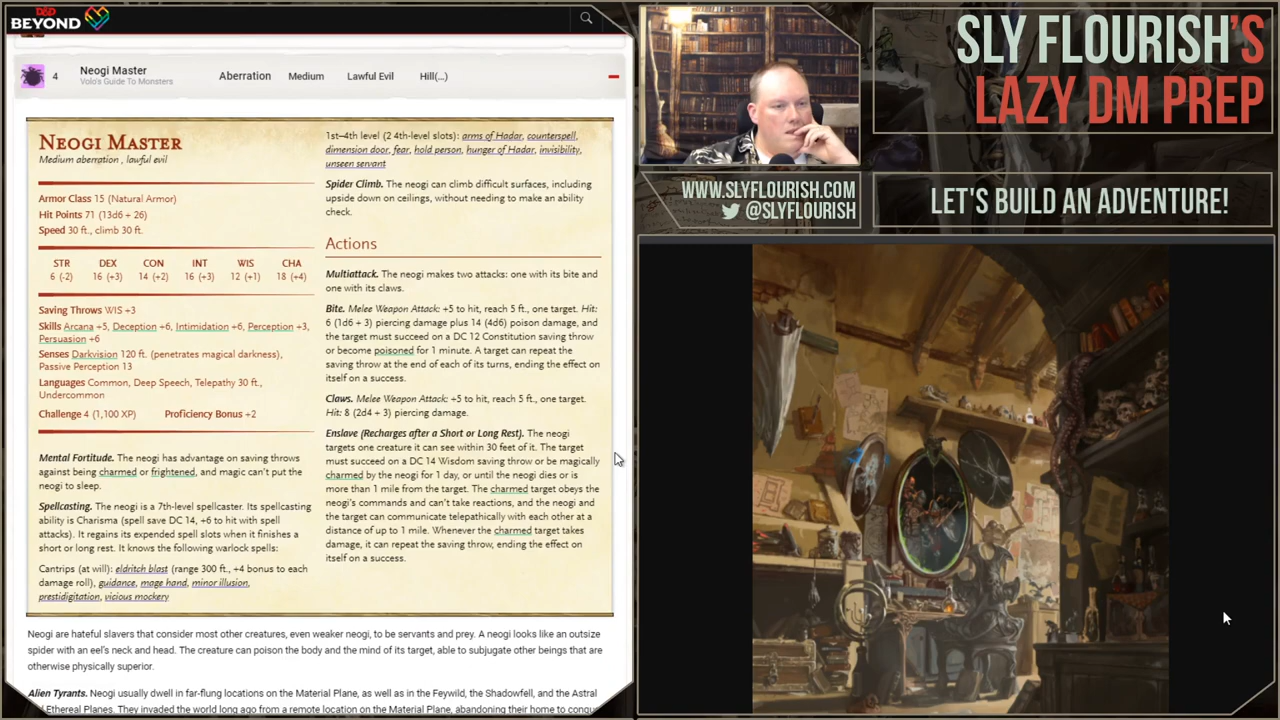 D&D
BEYOND
4
Neogi Master
Volo's Guide To Monsters
Aberration
Medium
Lawful Evil
Hill(...)
NEOGI MASTER
Medium aberration , lawful evil
Armor Class 15 (Natural Armor)
Hit Points 71 (13d6 + 26)
Speed 30 ft., climb 30 ft.
STR DEX CON INT WIS CHA
6 (-2) 16 (+3) 14 (+2) 16 (+3) 12 (+1) 18 (+4)
Saving Throws WIS +3
Skills Arcana +5, Deception +6, Intimidation +6, Perception +3,
Persuasion +6
Senses Darkvision 120 ft. (penetrates magical darkness),
Passive Perception 13
Languages Common, Deep Speech, Telepathy 30 ft.,
Undercommon
Challenge 4 (1,100 XP) Proficiency Bonus +2
Mental Fortitude. The neogi has advantage on saving throws
against being charmed or frightened, and magic can't put the
neogi to sleep.
Spellcasting. The neogi is a 7th-level spellcaster. Its spellcasting
ability is Charisma (spell save DC 14, +6 to hit with spell
attacks). It regains its expended spell slots when it finishes a
short or long rest. It knows the following warlock spells:
Cantrips (at will): eldritch blast (range 300 ft., +4 bonus to each
damage roll), guidance, mage hand, minor illusion,
prestidigitation, vicious mockery
1st–4th level (2 4th-level slots): arms of Hadar, counterspell,
dimension door, fear, hold person, hunger of Hadar, invisibility,
unseen servant
Spider Climb. The neogi can climb difficult surfaces, including
upside down on ceilings, without needing to make an ability
check.
Actions
Multiattack. The neogi makes two attacks: one with its bite and
one with its claws.
Bite. Melee Weapon Attack: +5 to hit, reach 5 ft., one target. Hit:
6 (1d6 + 3) piercing damage plus 14 (4d6) poison damage, and
the target must succeed on a DC 12 Constitution saving throw
or become poisoned for 1 minute. A target can repeat the
saving throw at the end of each of its turns, ending the effect on
itself on a success.
Claws. Melee Weapon Attack: +5 to hit, reach 5 ft., one target.
Hit: 8 (2d4 + 3) piercing damage.
Enslave (Recharges after a Short or Long Rest). The neogi
targets one creature it can see within 30 feet of it. The target
must succeed on a DC 14 Wisdom saving throw or be magically
charmed by the neogi for 1 day, or until the neogi dies or is
more than 1 mile from the target. The charmed target obeys the
neogi's commands and can't take reactions, and the neogi and
the target can communicate telepathically with each other at a
distance of up to 1 mile. Whenever the charmed target takes
damage, it can repeat the saving throw, ending the effect on
itself on a success.
Neogi are hateful slavers that consider most other creatures, even weaker neogi, to be servants and prey. A neogi looks like an outsize
spider with an eel's neck and head. The creature can poison the body and the mind of its target, able to subjugate other beings that are
otherwise physically superior.
Alien Tyrants. Neogi usually dwell in far-flung locations on the Material Plane, as well as in the Feywild, the Shadowfell, and the Astral
Ethereal Planes. They invaded the world long ago from a remote location on the Material Plane, abandoning their home to
SLY FLOURISH'S
LAZY DM PREP
WWW.SLYFLOURISH.COM
@SLYFLOURISH
LET'S BUILD AN ADVENTURE!